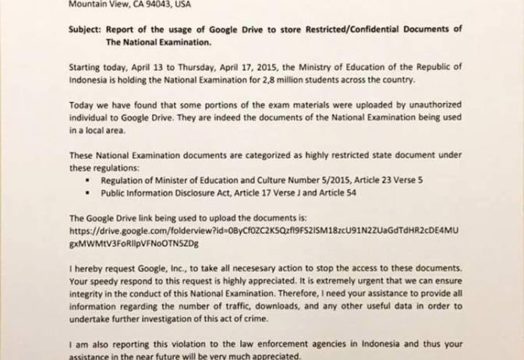 Mountain View, CA 94043, USA
Subject: Report of the usage of Google Drive to store Restricted/Confidential Documents of
The National Examination.
Starting today, April 13 to Thursday, April 17, 2015, the Ministry of Education of the Republic of
Indonesia is holding the National Examination for 2,8 million students across the country.
Today we have found that some portions of the exam materials were uploaded by unauthorized
individual to Google Drive. They are indeed the documents of the National Examination being used
in a local area.
These National Examination documents are categorized as highly restricted state document under
these regulations:
• Regulation of Minister of Education and Culture Number 5/2015, Article 23 Verse 5
• Public Information Disclosure Act, Article 17 Verse J and Article 54
The Google Drive link being used to upload the documents is:
https://drive.google.com/folderview?id=0ByCf0ZC2K5Qzfl9FS2lSM18zcU91N2ZUaGdTdHR2cDE4MU
gxMWMtV3FoRllpVFNoOTNSZDg
I hereby request Google, Inc., to take all necesesary action to stop the access to these documents.
Your speedy respond to this request is highly appreciated. It is extremely urgent that we can ensure
integrity in the conduct of this National Examination. Therefore, I need your assistance to provide all
information regarding the number of traffic, downloads, and any other useful data in order to
undertake further investigation of this act of crime.
I am also reporting this violation to the law enforcement agencies in Indonesia and thus your
assistance in the near future will be very much appreciated.